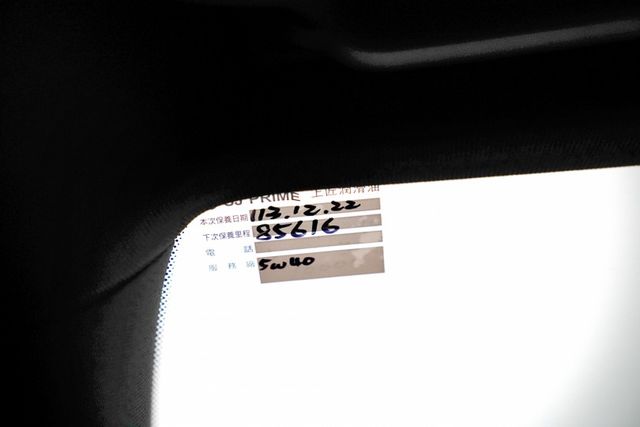 PRIME 上匠潤滑油
本次保養日期 113.12.22
下次保養里程 85616
電 話
服 務 廠 5w40